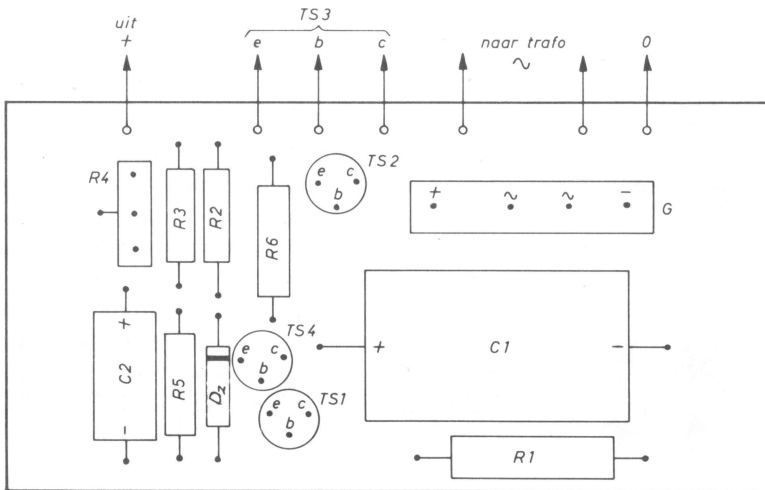 uit
+
TS3
e b c
naar trafo
~
0
R4
R3
R2
R6
e c
b
TS2
+ ~ ~ -
G
C2
+
-
R5
Dz
e c
b
TS4
e c
b
TS1
+ C1 -
R1